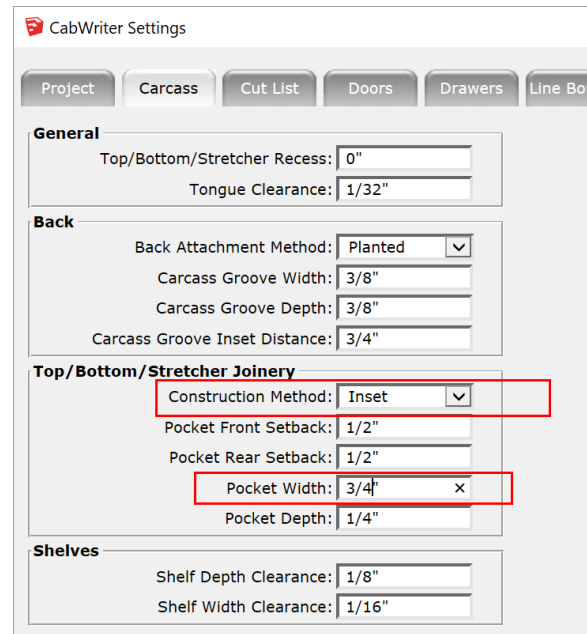 CabWriter Settings
Project Carcass Cut List Doors Drawers Line Bo
General
Top/Bottom/Stretcher Recess: 0"
Tongue Clearance: 1/32"
Back
Back Attachment Method: Planted
Carcass Groove Width: 3/8"
Carcass Groove Depth: 3/8"
Carcass Groove Inset Distance: 3/4"
Top/Bottom/Stretcher Joinery
Construction Method: Inset
Pocket Front Setback: 1/2"
Pocket Rear Setback: 1/2"
Pocket Width: 3/4"
Pocket Depth: 1/4"
Shelves
Shelf Depth Clearance: 1/8"
Shelf Width Clearance: 1/16"